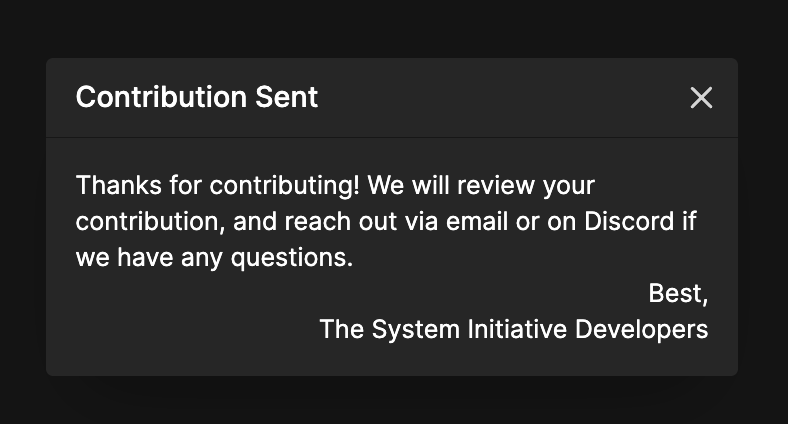 Contribution Sent
Thanks for contributing! We will review your
contribution, and reach out via email or on Discord if
we have any questions.
Best,
The System Initiative Developers